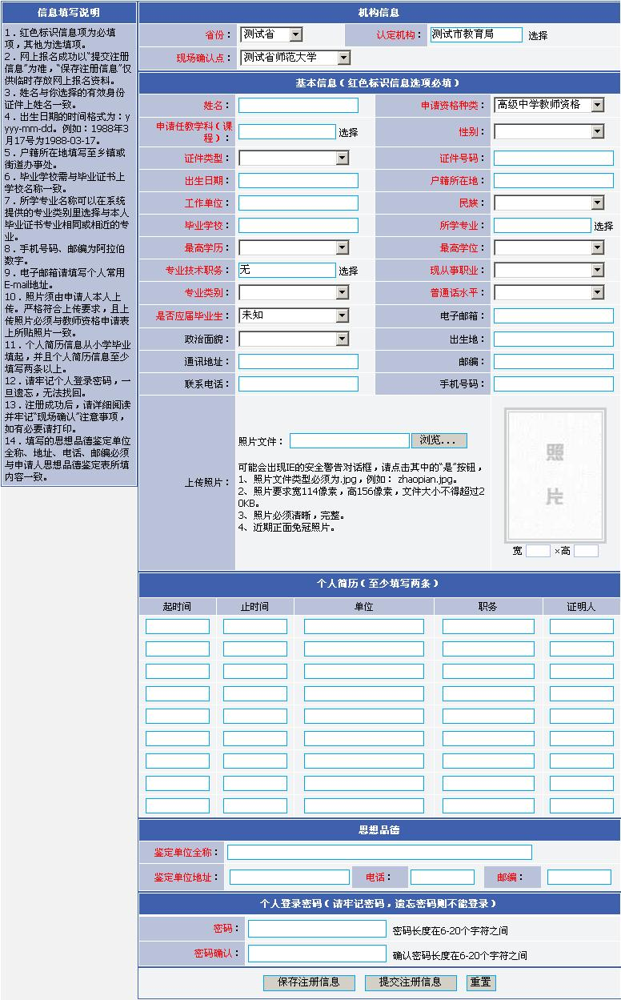 信息填写说明
1．红色标识信息项为必填
项，其他为选填项。
2．网上报名成功以“提交注册
信息”为准，“保存注册信息”仅
供临时存放网上报名资料。
3．姓名与你选择的有效身份
证件上姓名一致。
4．出生日期的时间格式为：y
yyy-mm-dd。例如：1988年3
月17号为1988-03-17。
5．户籍所在地填写至乡镇或
街道办事处。
6．毕业学校需与毕业证书上
学校名称一致。
7．所学专业名称可以在系统
提供的专业类别里选择与本人
毕业证书专业相同或相近的专
业。
8．手机号码、邮编为阿拉伯
数字。
9．电子邮箱请填写个人常用
E-mail地址。
10．照片须由申请人本人上
传。严格符合上传要求，且上
传照片必须与教师资格申请表
上所贴照片一致。
11．个人简历信息从小学毕业
填起，并且个人简历信息至少
填写两条以上。
12．请牢记个人登录密码，一
旦遗忘，无法找回。
13．注册成功后，请详细阅读
并牢记“现场确认”注意事项，
如有必要请打印。
14．填写的思想品德鉴定单位
全称、地址、电话、邮编必须
与申请人思想品德鉴定表所填
内容一致。
机构信息
省份： 测试省 认定机构： 测试市教育局 选择
现场确认点： 测试省师范大学
基本信息（红色标识信息选项必填）
姓名： 申请资格种类： 高级中学教师资格
申请任教学科（课
程）： 选择 性别：
证件类型： 证件号码：
出生日期： 户籍所在地：
工作单位： 民族：
毕业学校： 所学专业： 选择
最高学历： 最高学位：
专业技术职务： 无 选择 现从事职业：
专业类别： 普通话水平：
是否应届毕业生： 未知 电子邮箱：
政治面貌： 出生地：
通讯地址： 邮编：
联系电话： 手机号码：
上传照片：
照片文件： 浏览...
可能会出现IE的安全警告对话框，请点击其中的“是”按钮，
1、照片文件类型必须为.jpg，例如： zhaopian.jpg。
2、照片要求宽114像素，高156像素，文件大小不得超过2
0KB。
3、照片必须清晰，完整。
4、近期正面免冠照片。
照
片
宽 ×高
个人简历（至少填写两条）
起时间 止时间 单位 职务 证明人
思想品德
鉴定单位全称：
鉴定单位地址： 电话： 邮编：
个人登录密码（请牢记密码，遗忘密码则不能登录）
密码： 密码长度在6-20个字符之间
密码确认： 确认密码长度在6-20个字符之间
保存注册信息 提交注册信息 重置